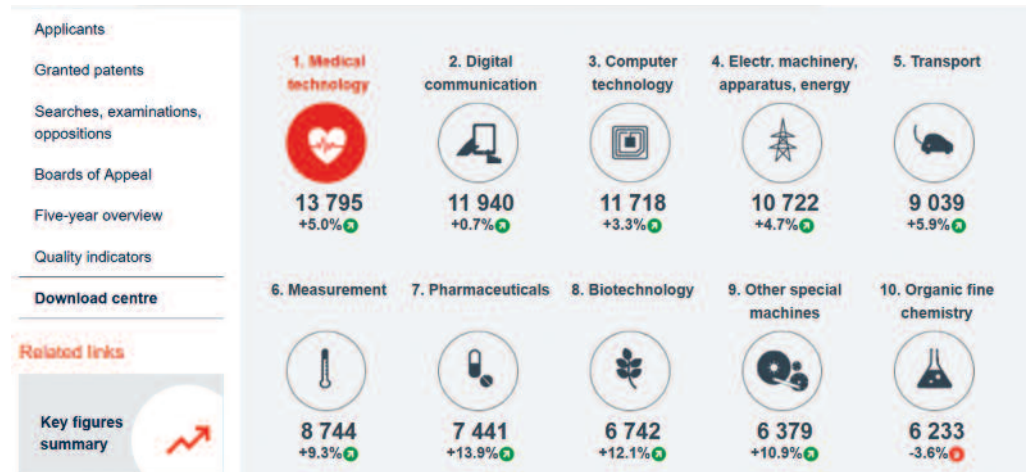 Applicants
Granted patents
Searches, examinations,
oppositions
Boards of Appeal
Five-year overview
Quality indicators
Download centre
Related links
Key figures
summary
1. Medical
technology
13 795
+5.0%
2. Digital
communication
11 940
+0.7%
3. Computer
technology
11 718
+3.3%
4. Electr. machinery,
apparatus, energy
10 722
+4.7%
5. Transport
9 039
+5.9%
6. Measurement
8 744
+9.3%
7. Pharmaceuticals
7 441
+13.9%
8. Biotechnology
6 742
+12.1%
9. Other special
machines
6 379
+10.9%
10. Organic fine
chemistry
6 233
-3.6%